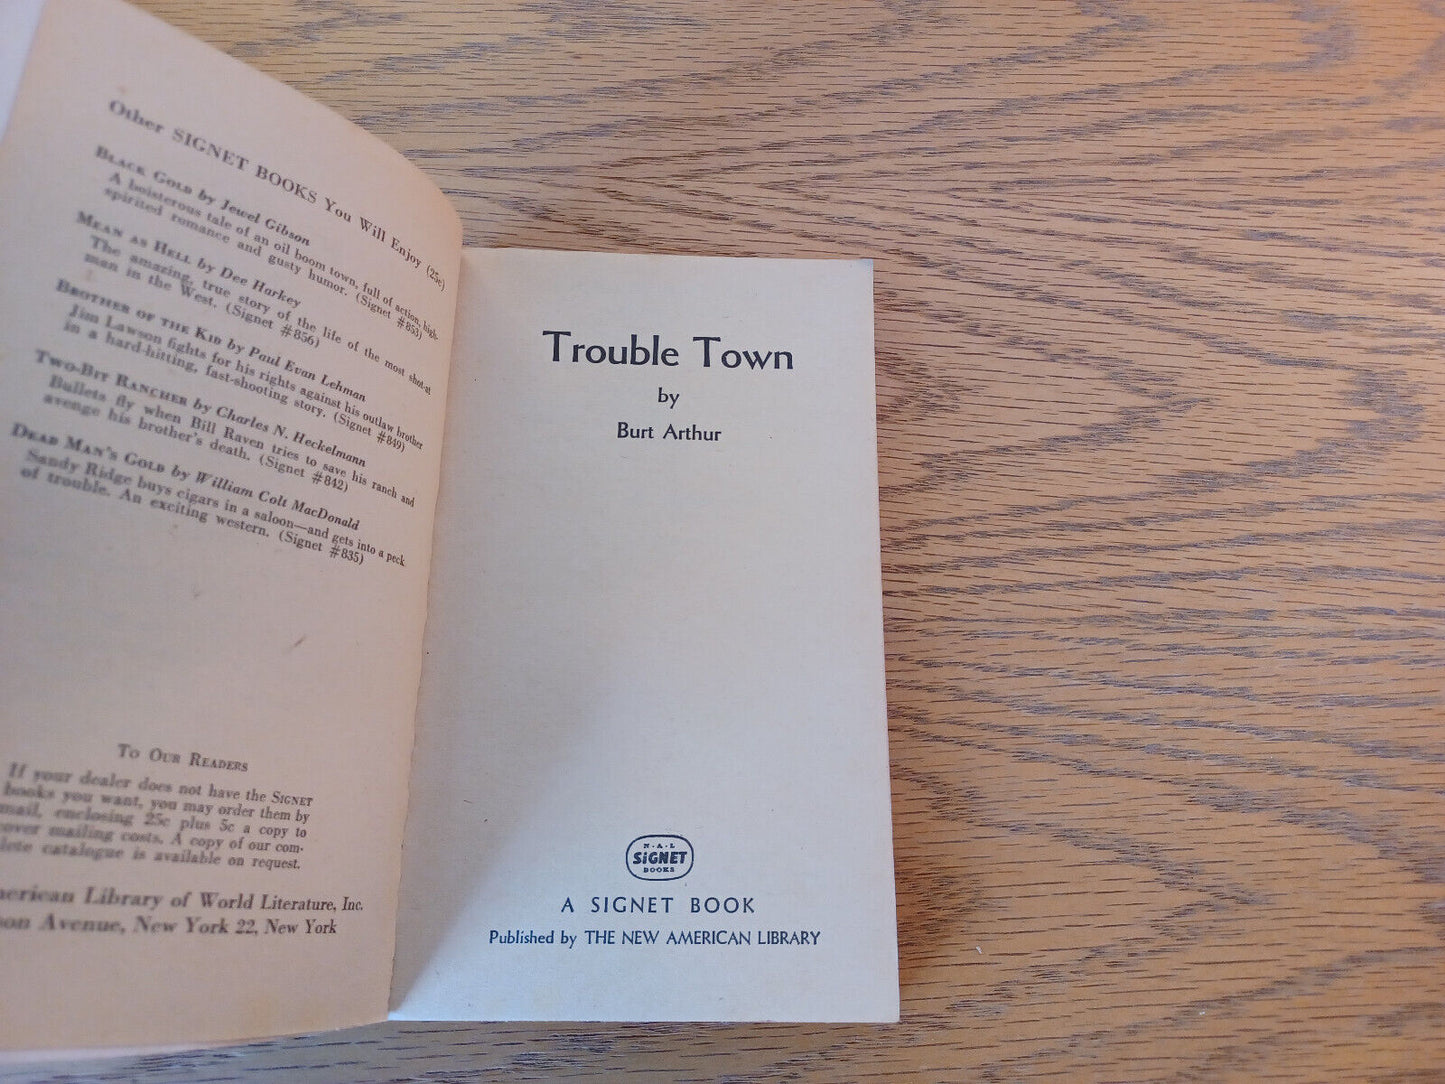 Other SIGNET BOOKS You Will Enjoy (25c)
BLACK GOLD by Jewel Gibson
A boisterous tale of an oil boom town, full of action, high-
spirited romance and gusty humor. (Signet #853)
MEAN AS HELL by Dee Harkey
The amazing, true story of the life of the most shot-at
man in the West. (Signet #856)
BROTHER OF THE KID by Paul Evan Lehman
Jim Lawson fights for his rights against his outlaw brother
in a hard-hitting, fast-shooting story. (Signet #849)
TWO-BIT RANCHER by Charles N. Heckelmann
Bullets fly when Bill Raven tries to save his ranch and
avenge his brother's death. (Signet #842)
DEAD MAN'S GOLD by William Colt MacDonald
Sandy Ridge buys cigars in a saloon—and gets into a peck
of trouble. An exciting western. (Signet #835)
TO OUR READERS
If your dealer does not have the SIGNET
books you want, you may order them by
mail, enclosing 25c plus 5c a copy to
cover mailing costs. A copy of our com-
lete catalogue is available on request.
merican Library of World Literature, Inc.
son Avenue, New York 22, New York
Trouble Town
by
Burt Arthur
N·A·L
SIGNET
BOOKS
A SIGNET BOOK
Published by THE NEW AMERICAN LIBRARY